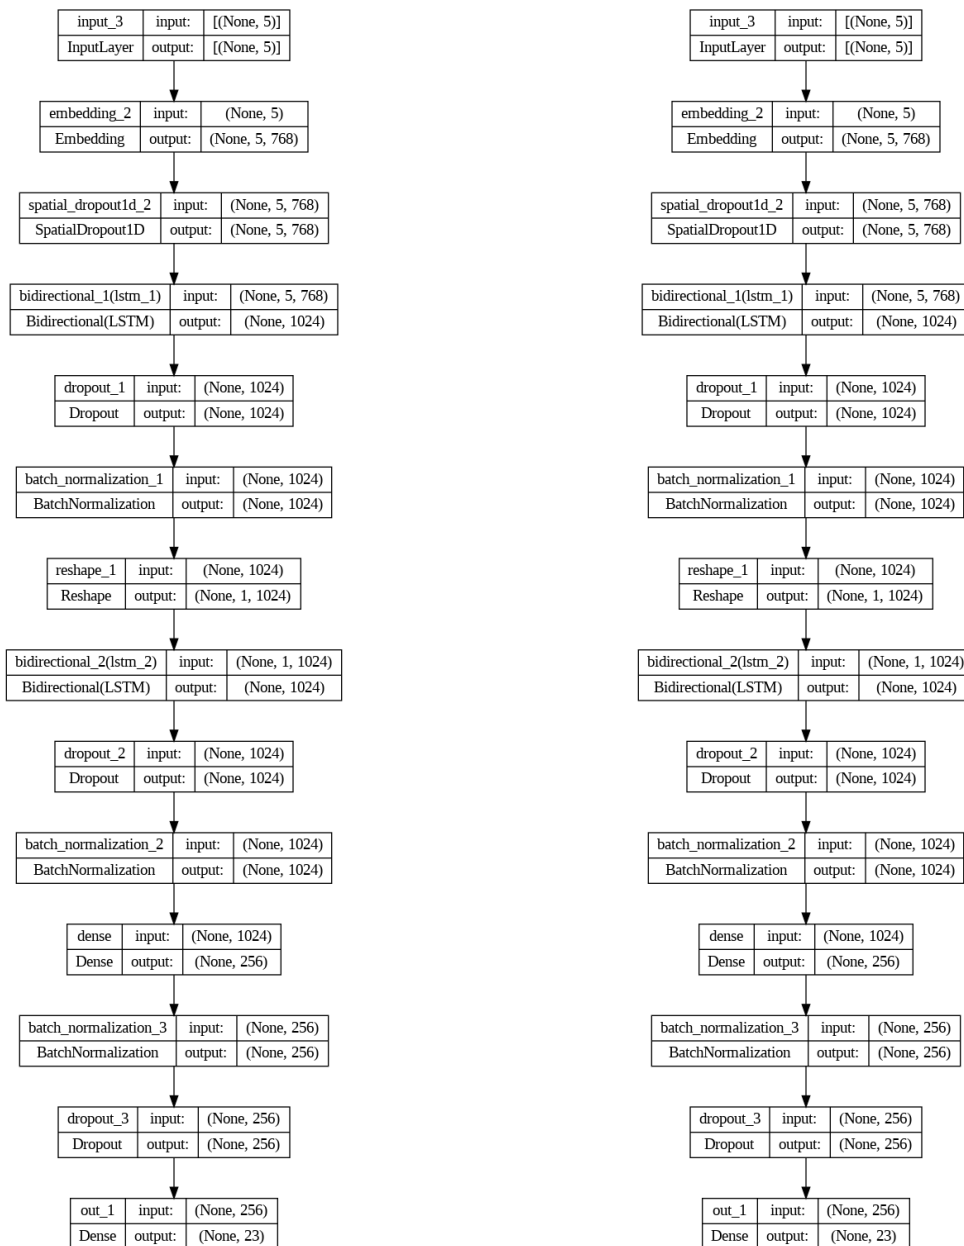 input_3 input: [(None, 5)]
InputLayer output: [(None, 5)]
embedding_2 input: (None, 5)
Embedding output: (None, 5, 768)
spatial_dropout1d_2 input: (None, 5, 768)
SpatialDropout1D output: (None, 5, 768)
bidirectional_1(lstm_1) input: (None, 5, 768)
Bidirectional(LSTM) output: (None, 1024)
dropout_1 input: (None, 1024)
Dropout output: (None, 1024)
batch_normalization_1 input: (None, 1024)
BatchNormalization output: (None, 1024)
reshape_1 input: (None, 1024)
Reshape output: (None, 1, 1024)
bidirectional_2(lstm_2) input: (None, 1, 1024)
Bidirectional(LSTM) output: (None, 1024)
dropout_2 input: (None, 1024)
Dropout output: (None, 1024)
batch_normalization_2 input: (None, 1024)
BatchNormalization output: (None, 1024)
dense input: (None, 1024)
Dense output: (None, 256)
batch_normalization_3 input: (None, 256)
BatchNormalization output: (None, 256)
dropout_3 input: (None, 256)
Dropout output: (None, 256)
out_1 input: (None, 256)
Dense output: (None, 23)
input_3 input: [(None, 5)]
InputLayer output: [(None, 5)]
embedding_2 input: (None, 5)
Embedding output: (None, 5, 768)
spatial_dropout1d_2 input: (None, 5, 768)
SpatialDropout1D output: (None, 5, 768)
bidirectional_1(lstm_1) input: (None, 5, 768)
Bidirectional(LSTM) output: (None, 1024)
dropout_1 input: (None, 1024)
Dropout output: (None, 1024)
batch_normalization_1 input: (None, 1024)
BatchNormalization output: (None, 1024)
reshape_1 input: (None, 1024)
Reshape output: (None, 1, 1024)
bidirectional_2(lstm_2) input: (None, 1, 1024)
Bidirectional(LSTM) output: (None, 1024)
dropout_2 input: (None, 1024)
Dropout output: (None, 1024)
batch_normalization_2 input: (None, 1024)
BatchNormalization output: (None, 1024)
dense input: (None, 1024)
Dense output: (None, 256)
batch_normalization_3 input: (None, 256)
BatchNormalization output: (None, 256)
dropout_3 input: (None, 256)
Dropout output: (None, 256)
out_1 input: (None, 256)
Dense output: (None, 23)